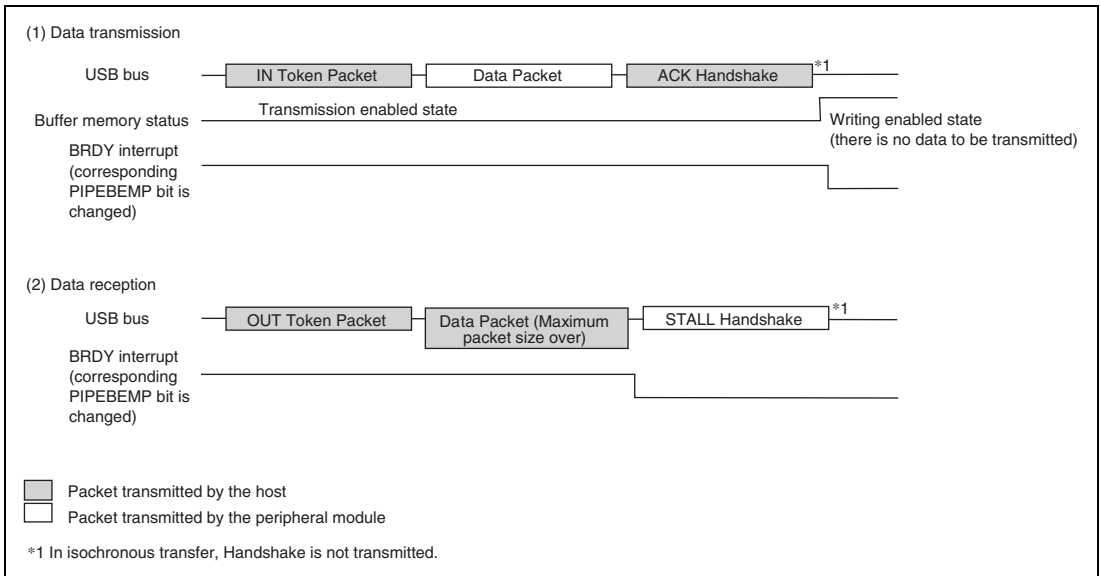 (1) Data transmission
USB bus
IN Token Packet
Data Packet
ACK Handshake
*1
Buffer memory status
Transmission enabled state
Writing enabled state
(there is no data to be transmitted)
BRDY interrupt
(corresponding
PIPEBEMP bit is
changed)
(2) Data reception
USB bus
OUT Token Packet
Data Packet (Maximum
packet size over)
STALL Handshake
*1
BRDY interrupt
(corresponding
PIPEBEMP bit is
changed)
Packet transmitted by the host
Packet transmitted by the peripheral module
*1 In isochronous transfer, Handshake is not transmitted.